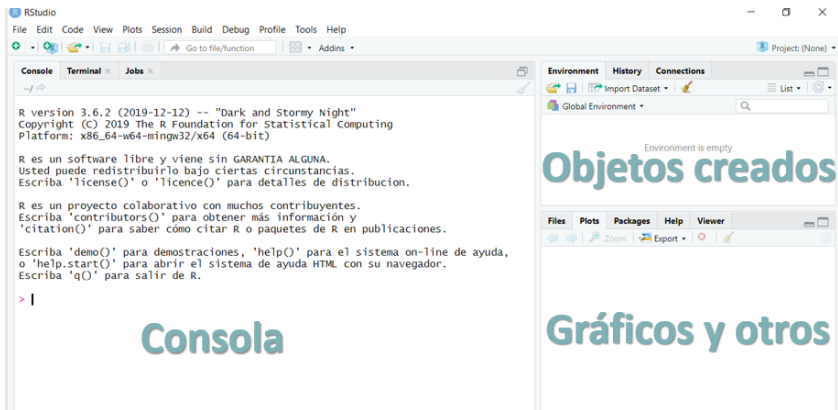 RStudio
File Edit Code View Plots Session Build Debug Profile Tools Help
Go to file/function Addins Project: (None)
Console Terminal Jobs
~/
R version 3.6.2 (2019-12-12) -- "Dark and Stormy Night"
Copyright (C) 2019 The R Foundation for Statistical Computing
Platform: x86_64-w64-mingw32/x64 (64-bit)
R es un software libre y viene sin GARANTIA ALGUNA.
Usted puede redistribuirlo bajo ciertas circunstancias.
Escriba 'license()' o 'licence()' para detalles de distribucion.
R es un proyecto colaborativo con muchos contribuyentes.
Escriba 'contributors()' para obtener más información y
'citation()' para saber cómo citar R o paquetes de R en publicaciones.
Escriba 'demo()' para demostraciones, 'help()' para el sistema on-line de ayuda,
o 'help.start()' para abrir el sistema de ayuda HTML con su navegador.
Escriba 'q()' para salir de R.
>
Consola
Environment History Connections
Import Dataset List
Global Environment
Environment is empty
Objetos creados
Files Plots Packages Help Viewer
Zoom Export
Gráficos y otros